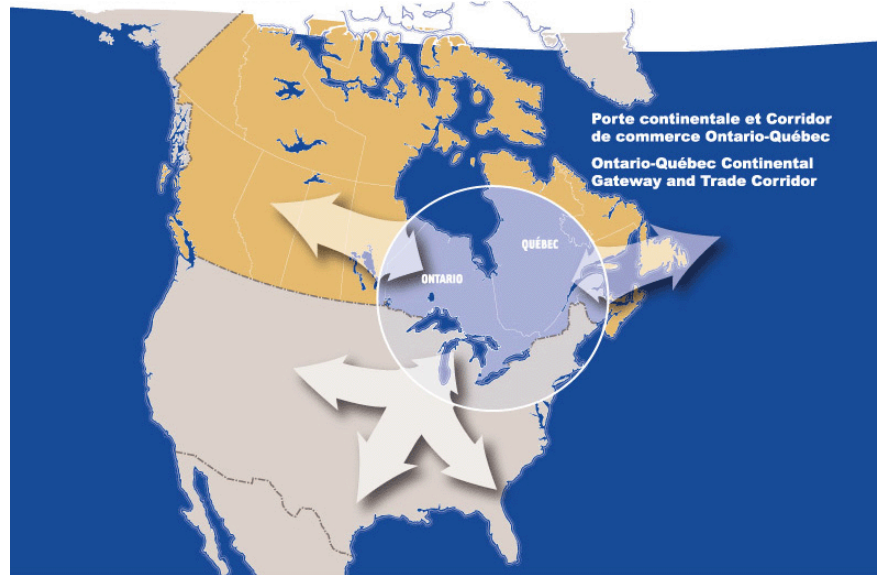 Porte continentale et Corridor
de commerce Ontario-Québec
Ontario-Québec Continental
Gateway and Trade Corridor
QUÉBEC
ONTARIO